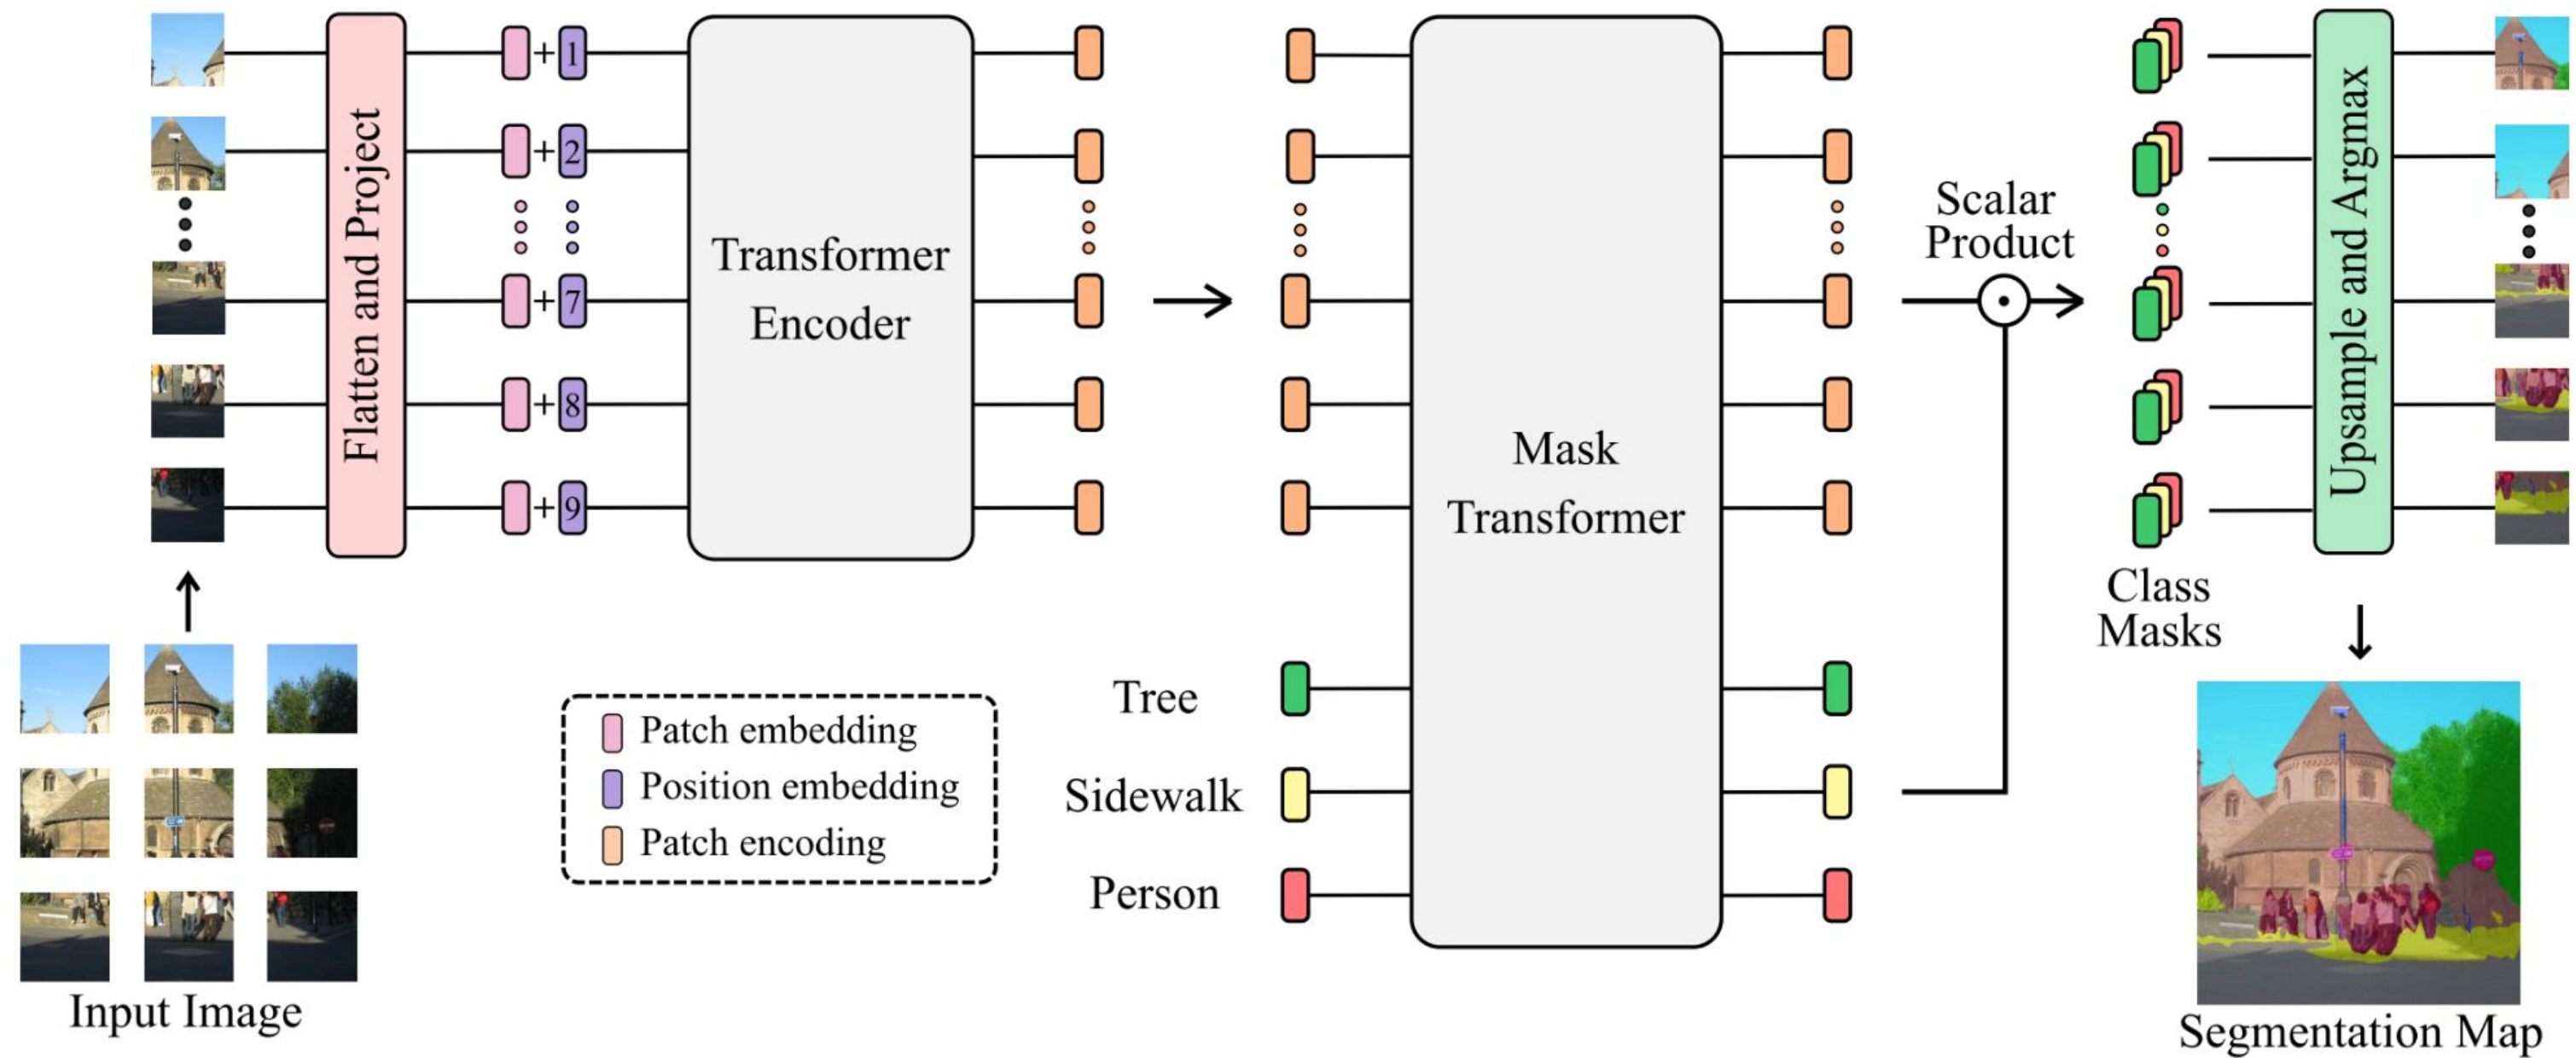 Flatten and Project
+ 1
+ 2
+ 7
+ 8
+ 9
Transformer
Encoder
Mask
Transformer
Scalar
Product
Class
Masks
Upsample and Argmax
Input Image
Patch embedding
Position embedding
Patch encoding
Tree
Sidewalk
Person
Segmentation Map